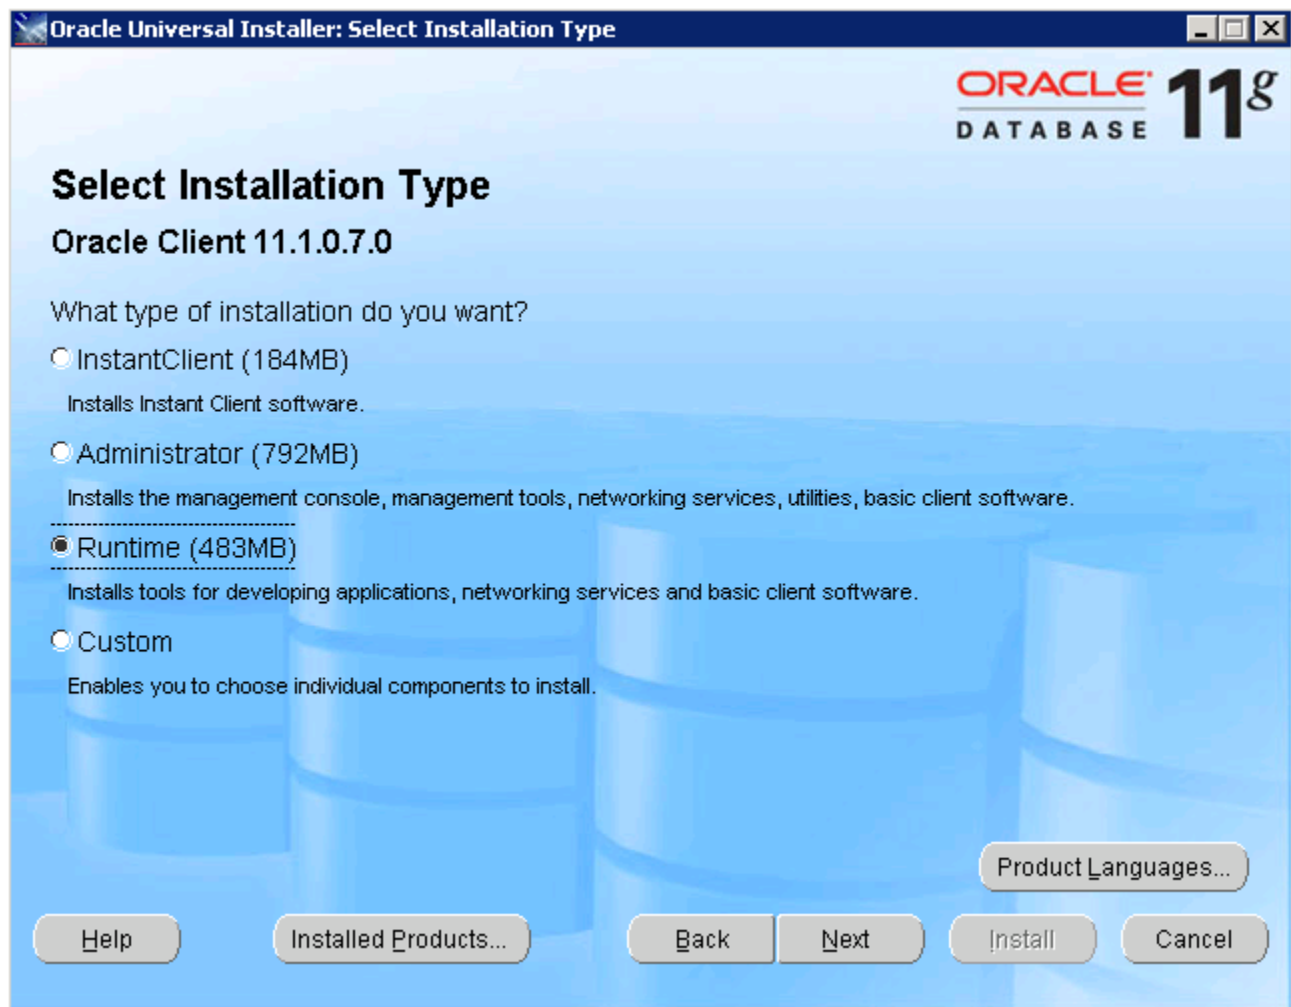 Oracle Universal Installer: Select Installation Type
ORACLE
DATABASE
11g
Select Installation Type
Oracle Client 11.1.0.7.0
What type of installation do you want?
InstantClient (184MB)
Installs Instant Client software.
Administrator (792MB)
Installs the management console, management tools, networking services, utilities, basic client software.
Runtime (483MB)
Installs tools for developing applications, networking services and basic client software.
Custom
Enables you to choose individual components to install.
Product Languages...
Help
Installed Products...
Back
Next
Install
Cancel